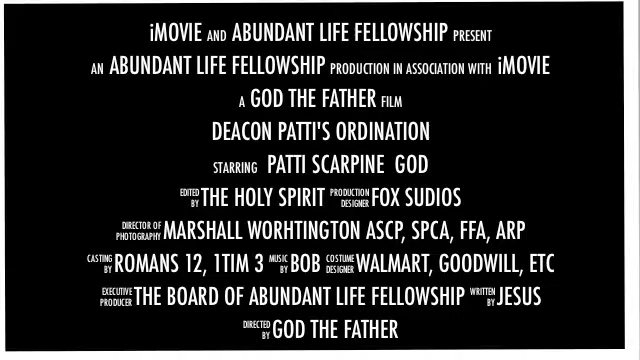 iMOVIE AND ABUNDANT LIFE FELLOWSHIP PRESENT
AN ABUNDANT LIFE FELLOWSHIP PRODUCTION IN ASSOCIATION WITH iMOVIE
A GOD THE FATHER FILM
DEACON PATTI'S ORDINATION
STARRING PATTI SCARPINE GOD
EDITED BY THE HOLY SPIRIT PRODUCTION DESIGNER FOX SUDIOS
DIRECTOR OF PHOTOGRAPHY MARSHALL WORHTINGTON ASCP, SPCA, FFA, ARP
CASTING BY ROMANS 12, 1TIM 3 MUSIC BY BOB COSTUME DESIGNER WALMART, GOODWILL, ETC
EXECUTIVE PRODUCER THE BOARD OF ABUNDANT LIFE FELLOWSHIP WRITTEN BY JESUS
DIRECTED BY GOD THE FATHER